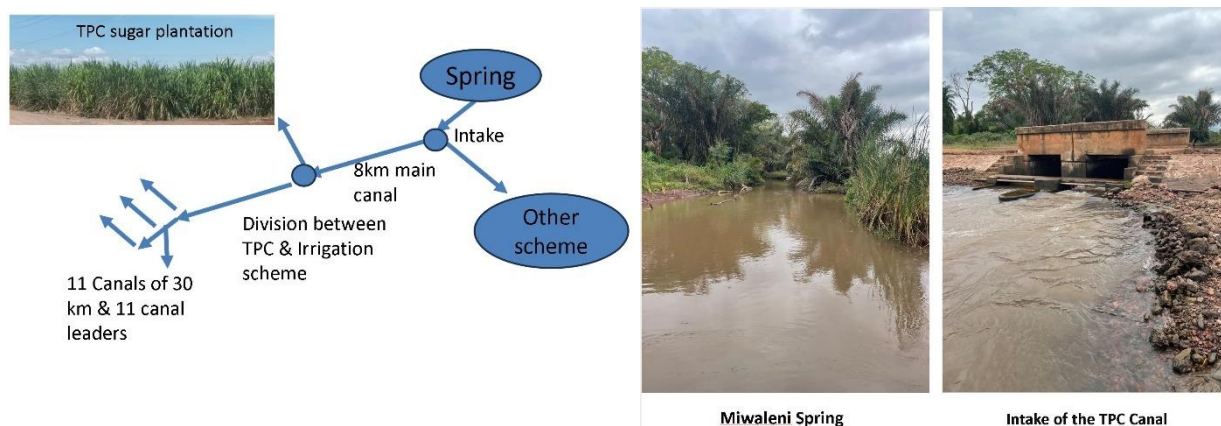 TPC sugar plantation
Spring
Intake
8km main
canal
Other
scheme
Division between
TPC & Irrigation
scheme
11 Canals of 30
km & 11 canal
leaders
Miwaleni Spring
Intake of the TPC Canal